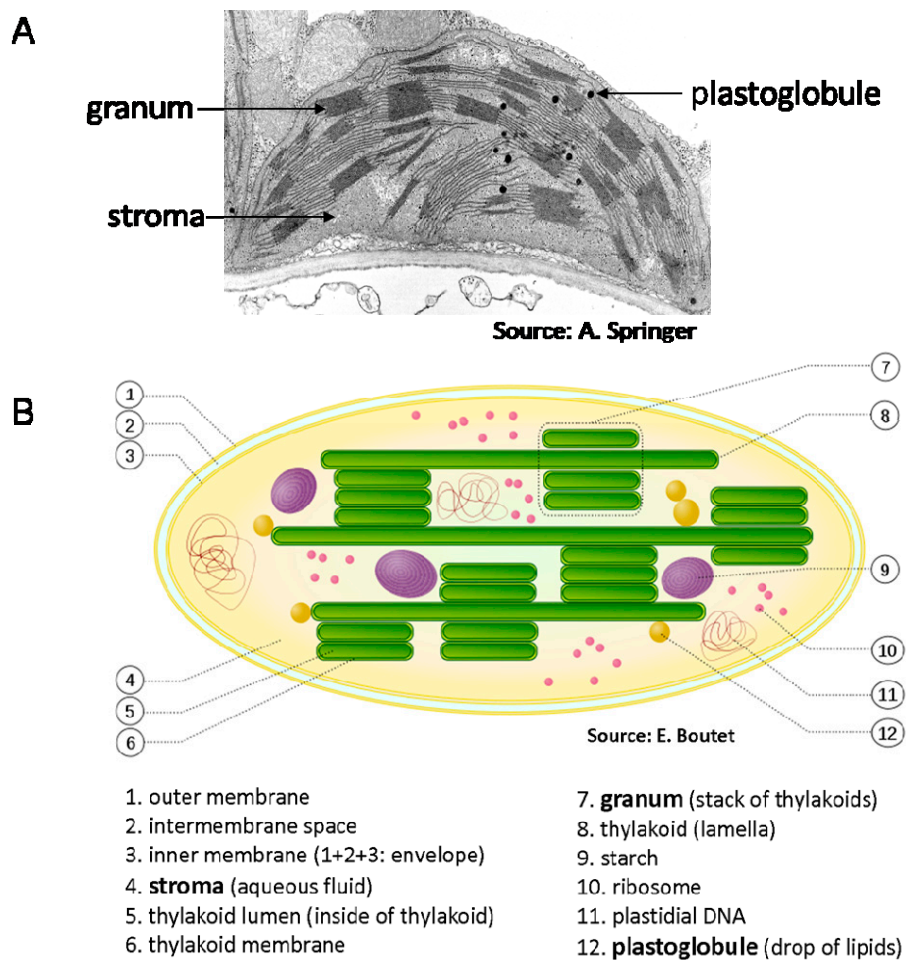 A
granum
plastoglobule
stroma
Source: A. Springer
B
1
2
3
4
5
6
7
8
9
10
11
12
Source: E. Boutet
1. outer membrane
2. intermembrane space
3. inner membrane (1+2+3: envelope)
4. stroma (aqueous fluid)
5. thylakoid lumen (inside of thylakoid)
6. thylakoid membrane
7. granum (stack of thylakoids)
8. thylakoid (lamella)
9. starch
10. ribosome
11. plastidial DNA
12. plastoglobule (drop of lipids)